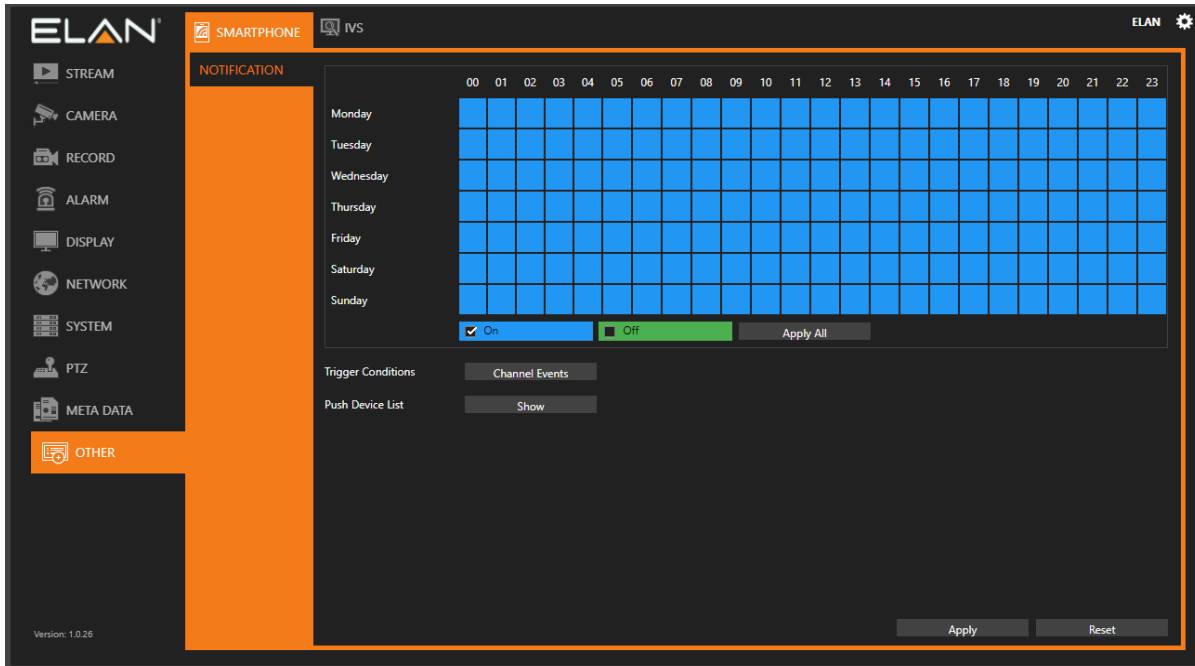 ELAN
SMARTPHONE
IVS
ELAN
STREAM
CAMERA
RECORD
ALARM
DISPLAY
NETWORK
SYSTEM
PTZ
META DATA
OTHER
Version: 1.0.26
NOTIFICATION
00 01 02 03 04 05 06 07 08 09 10 11 12 13 14 15 16 17 18 19 20 21 22 23
Monday
Tuesday
Wednesday
Thursday
Friday
Saturday
Sunday
On Off Apply All
Trigger Conditions Channel Events
Push Device List Show
Apply Reset